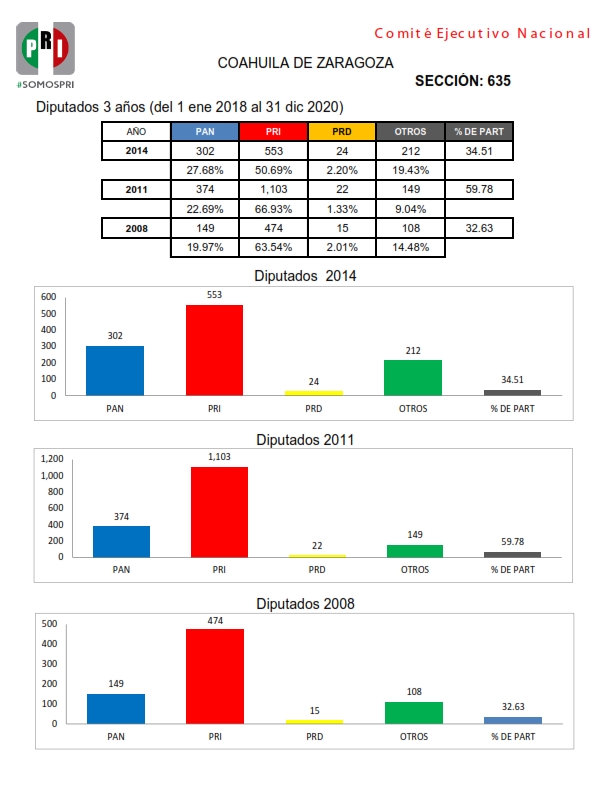 PRI
#SOMOSPRI
Comité Ejecutivo Nacional
COAHUILA DE ZARAGOZA
SECCIÓN: 635
Diputados 3 años (del 1 ene 2018 al 31 dic 2020)
AÑO PAN PRI PRD OTROS % DE PART
2014 302 553 24 212 34.51
27.68% 50.69% 2.20% 19.43%
2011 374 1,103 22 149 59.78
22.69% 66.93% 1.33% 9.04%
2008 149 474 15 108 32.63
19.97% 63.54% 2.01% 14.48%
Diputados 2014
600
500
400
300
200
100
0
302 553 24 212 34.51
PAN PRI PRD OTROS % DE PART
Diputados 2011
1,200
1,000
800
600
400
200
0
374 1,103 22 149 59.78
PAN PRI PRD OTROS % DE PART
Diputados 2008
500
400
300
200
100
0
149 474 15 108 32.63
PAN PRI PRD OTROS % DE PART